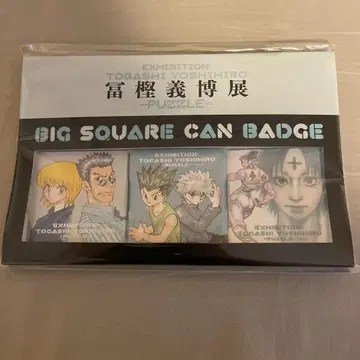 EXHIBITION
TOGASHI YOSHIHIRO
冨樫義博展
-PUZZLE-
BIG SQUARE CAN BADGE
EXHIBITION
TOGASHI YOSHIHIRO
-PUZZLE-
EXHIBITION
TOGASHI YOSHIHIRO
-PUZZLE-
EXHIBITION
TOGASHI YOSHIHIRO
-PUZZLE-